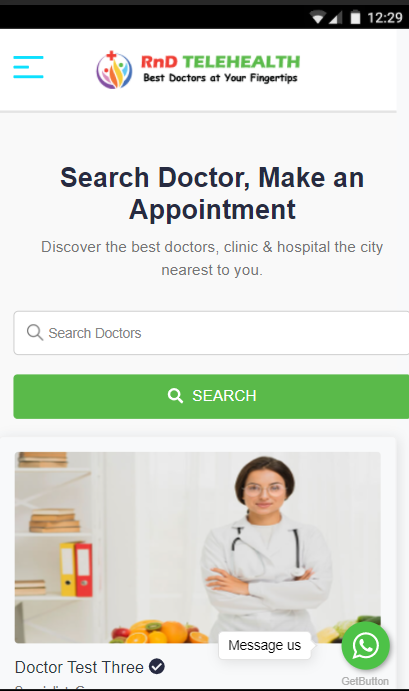 12:29
RnD TELEHEALTH
Best Doctors at Your Fingertips
Search Doctor, Make an
Appointment
Discover the best doctors, clinic & hospital the city
nearest to you.
Search Doctors
SEARCH
Message us
Doctor Test Three
GetButton